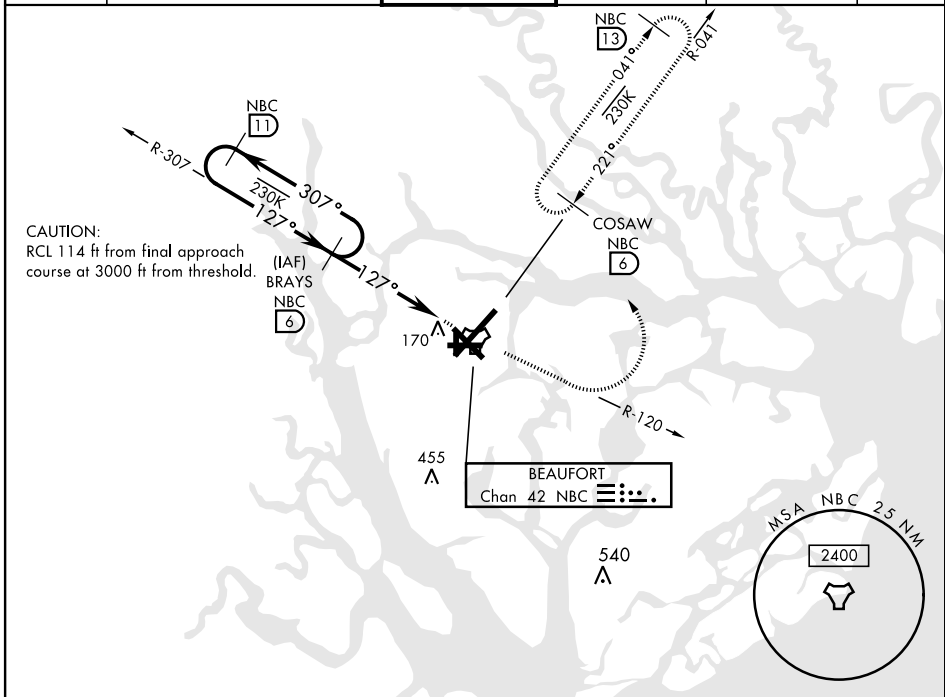 NBC
13
041°
R-041
230K
221°
NBC
11
R-307
307°
230K
127°
COSAW
NBC
6
CAUTION:
RCL 114 ft from final approach
course at 3000 ft from threshold.
(IAF)
BRAYS
NBC
6
127°
170
R-120
455
BEAUFORT
Chan 42 NBC
540
MSA NBC 25 NM
2400